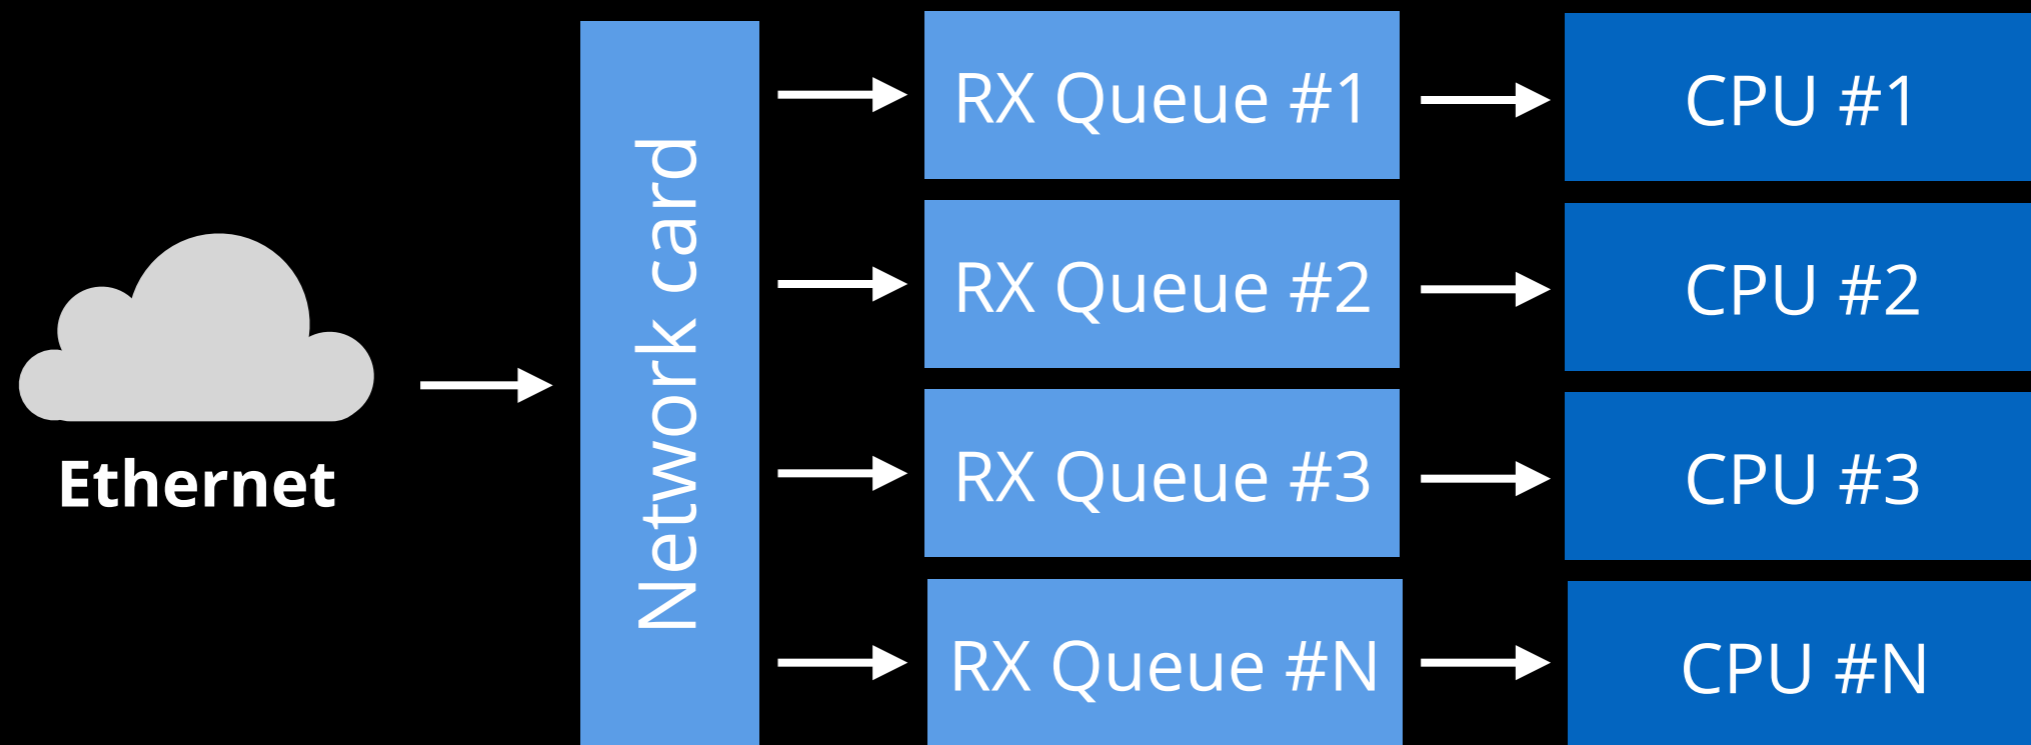 Ethernet
Network card
RX Queue #1
CPU #1
RX Queue #2
CPU #2
RX Queue #3
CPU #3
RX Queue #N
CPU #N